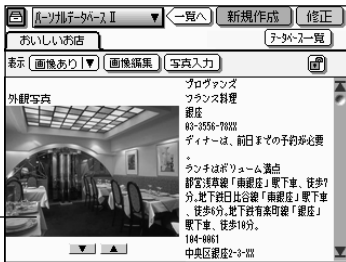 パーソナルデータベースⅡ ▼ 一覧へ 新規作成 修正
おいしいお店 データベース一覧
表示 画像あり ▼ 画像編集 写真入力
外観写真
プロヴァンズ
フランス料理
銀座
03-3556-78XX
ディナーは、前日までの予約が必要
。
ランチはボリューム満点
都営浅草線「東銀座」駅下車、徒歩7
分。地下鉄日比谷線「東銀座」駅下車
、徒歩6分。地下鉄有楽町線「銀座」
駅下車、徒歩10分。
104-0061
中央区銀座2-3-XX